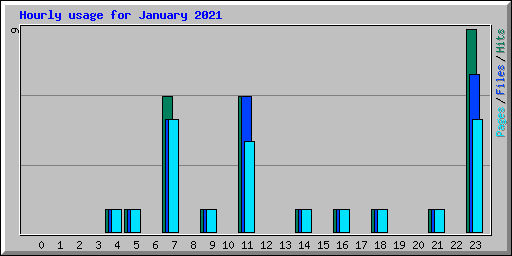 Hourly usage for January 2021
9
Pages/Files/Hits
0 1 2 3 4 5 6 7 8 9 10 11 12 13 14 15 16 17 18 19 20 21 22 23